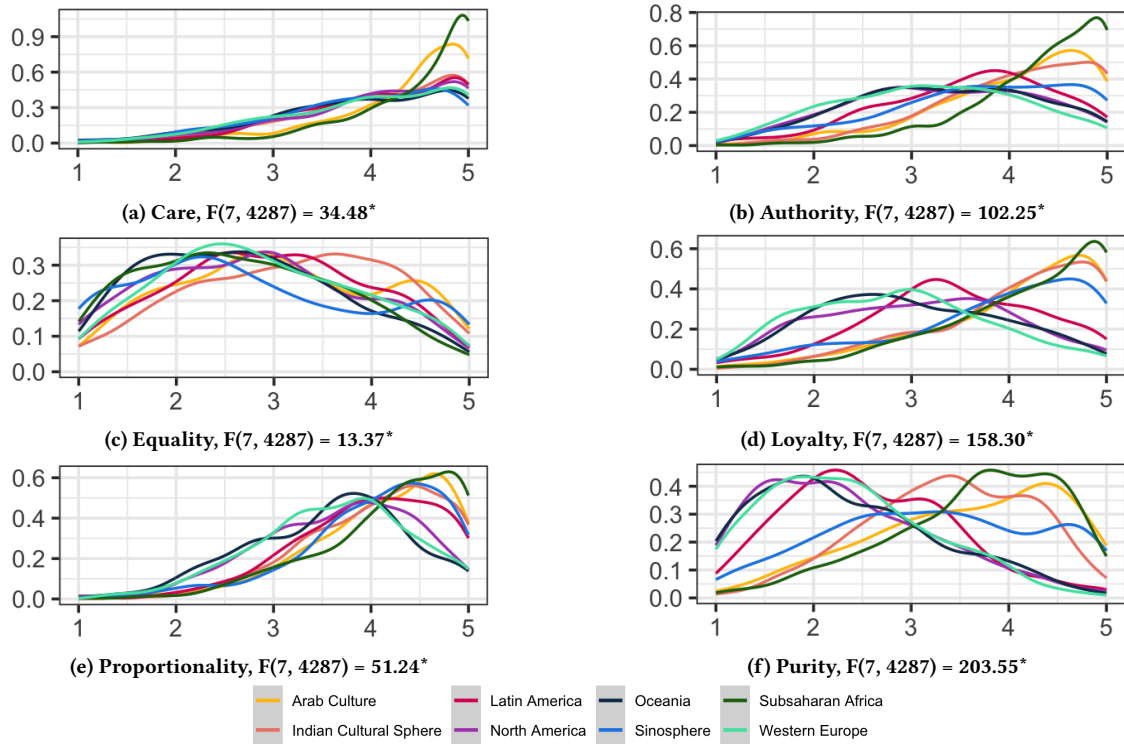 0.9
0.6
0.3
0.0
1 2 3 4 5
(a) Care, F(7, 4287) = 34.48*
0.8
0.6
0.4
0.2
0.0
1 2 3 4 5
(b) Authority, F(7, 4287) = 102.25*
0.3
0.2
0.1
0.0
1 2 3 4 5
(c) Equality, F(7, 4287) = 13.37*
0.6
0.4
0.2
0.0
1 2 3 4 5
(d) Loyalty, F(7, 4287) = 158.30*
0.6
0.4
0.2
0.0
1 2 3 4 5
(e) Proportionality, F(7, 4287) = 51.24*
0.4
0.3
0.2
0.1
0.0
1 2 3 4 5
(f) Purity, F(7, 4287) = 203.55*
Arab Culture Latin America Oceania Subsaharan Africa
Indian Cultural Sphere North America Sinosphere Western Europe